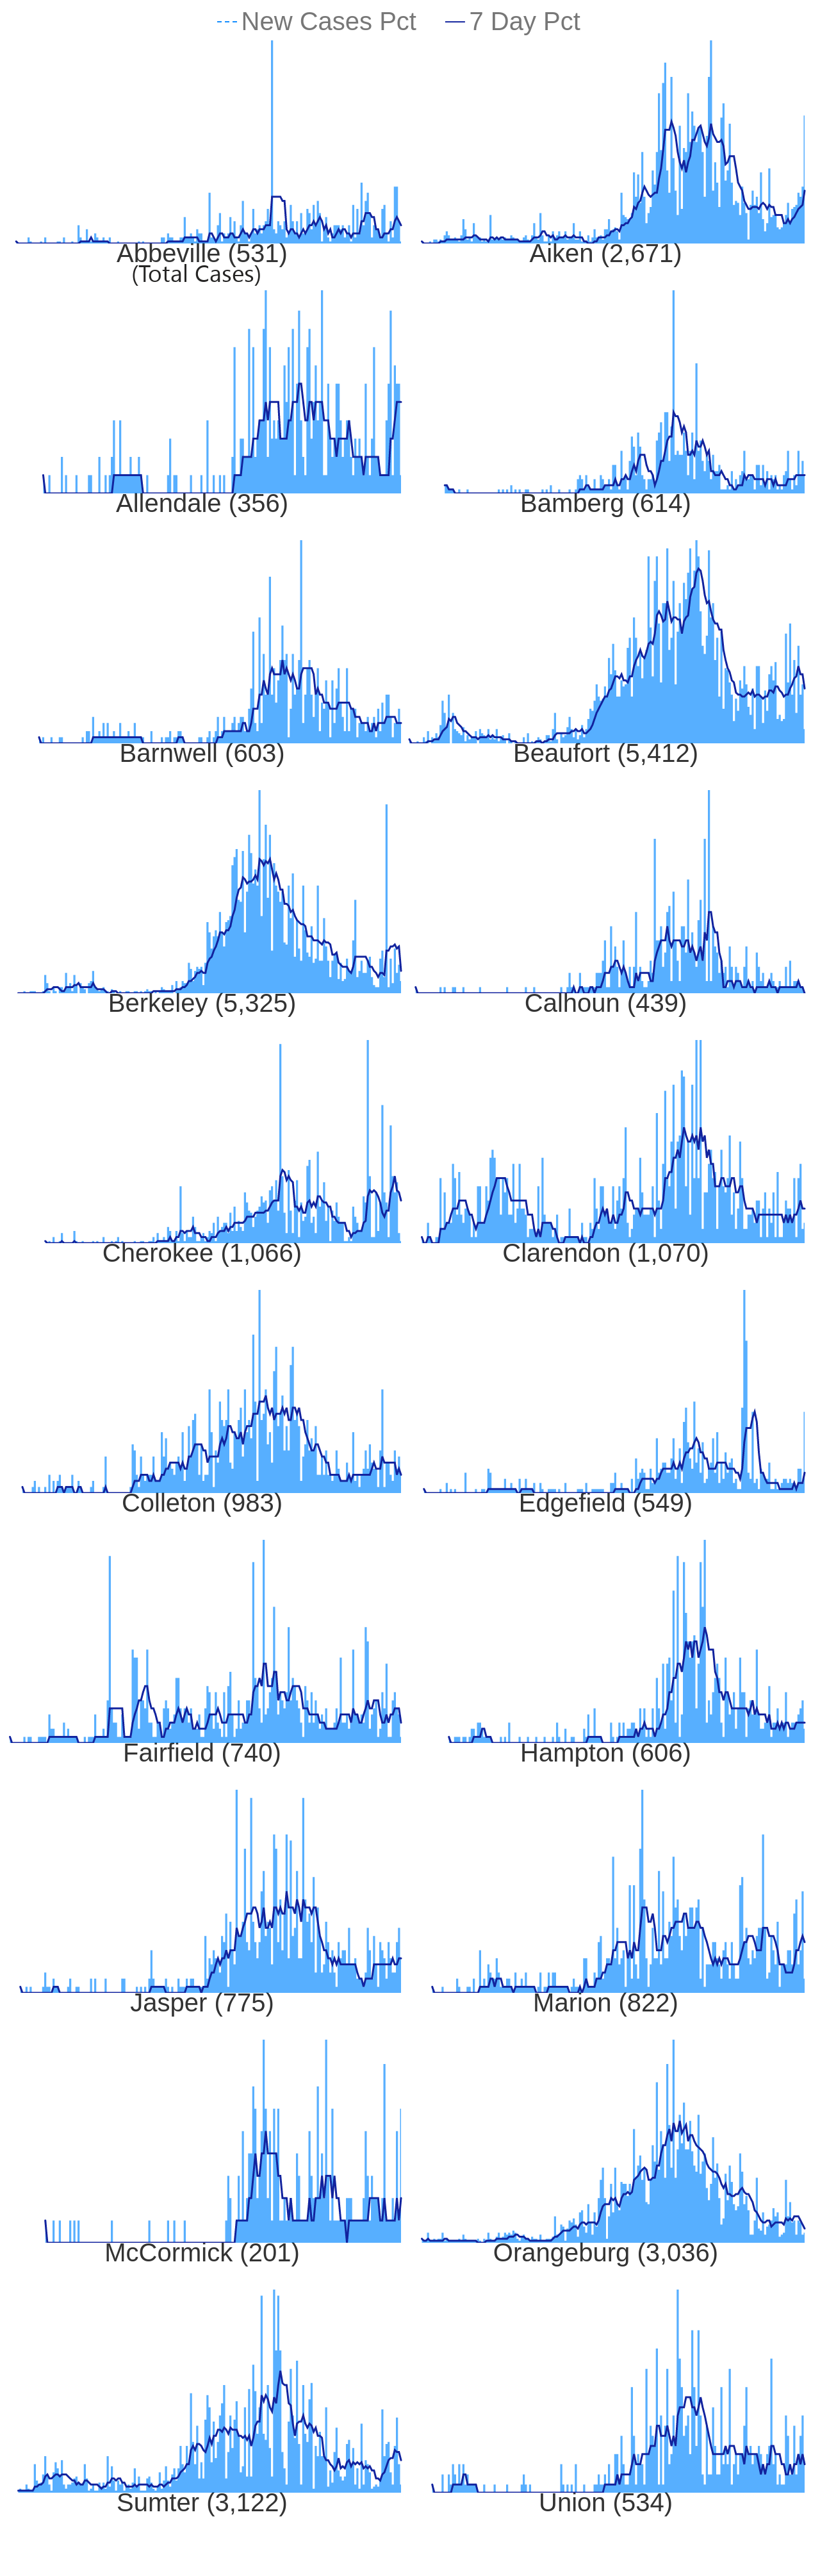 New Cases Pct 7 Day Pct
Abbeville (531) Aiken (2,671)
(Total Cases)
Allendale (356) Bamberg (614)
Barnwell (603) Beaufort (5,412)
Berkeley (5,325) Calhoun (439)
Cherokee (1,066) Clarendon (1,070)
Colleton (983) Edgefield (549)
Fairfield (740) Hampton (606)
Jasper (775) Marion (822)
McCormick (201) Orangeburg (3,036)
Sumter (3,122) Union (534)